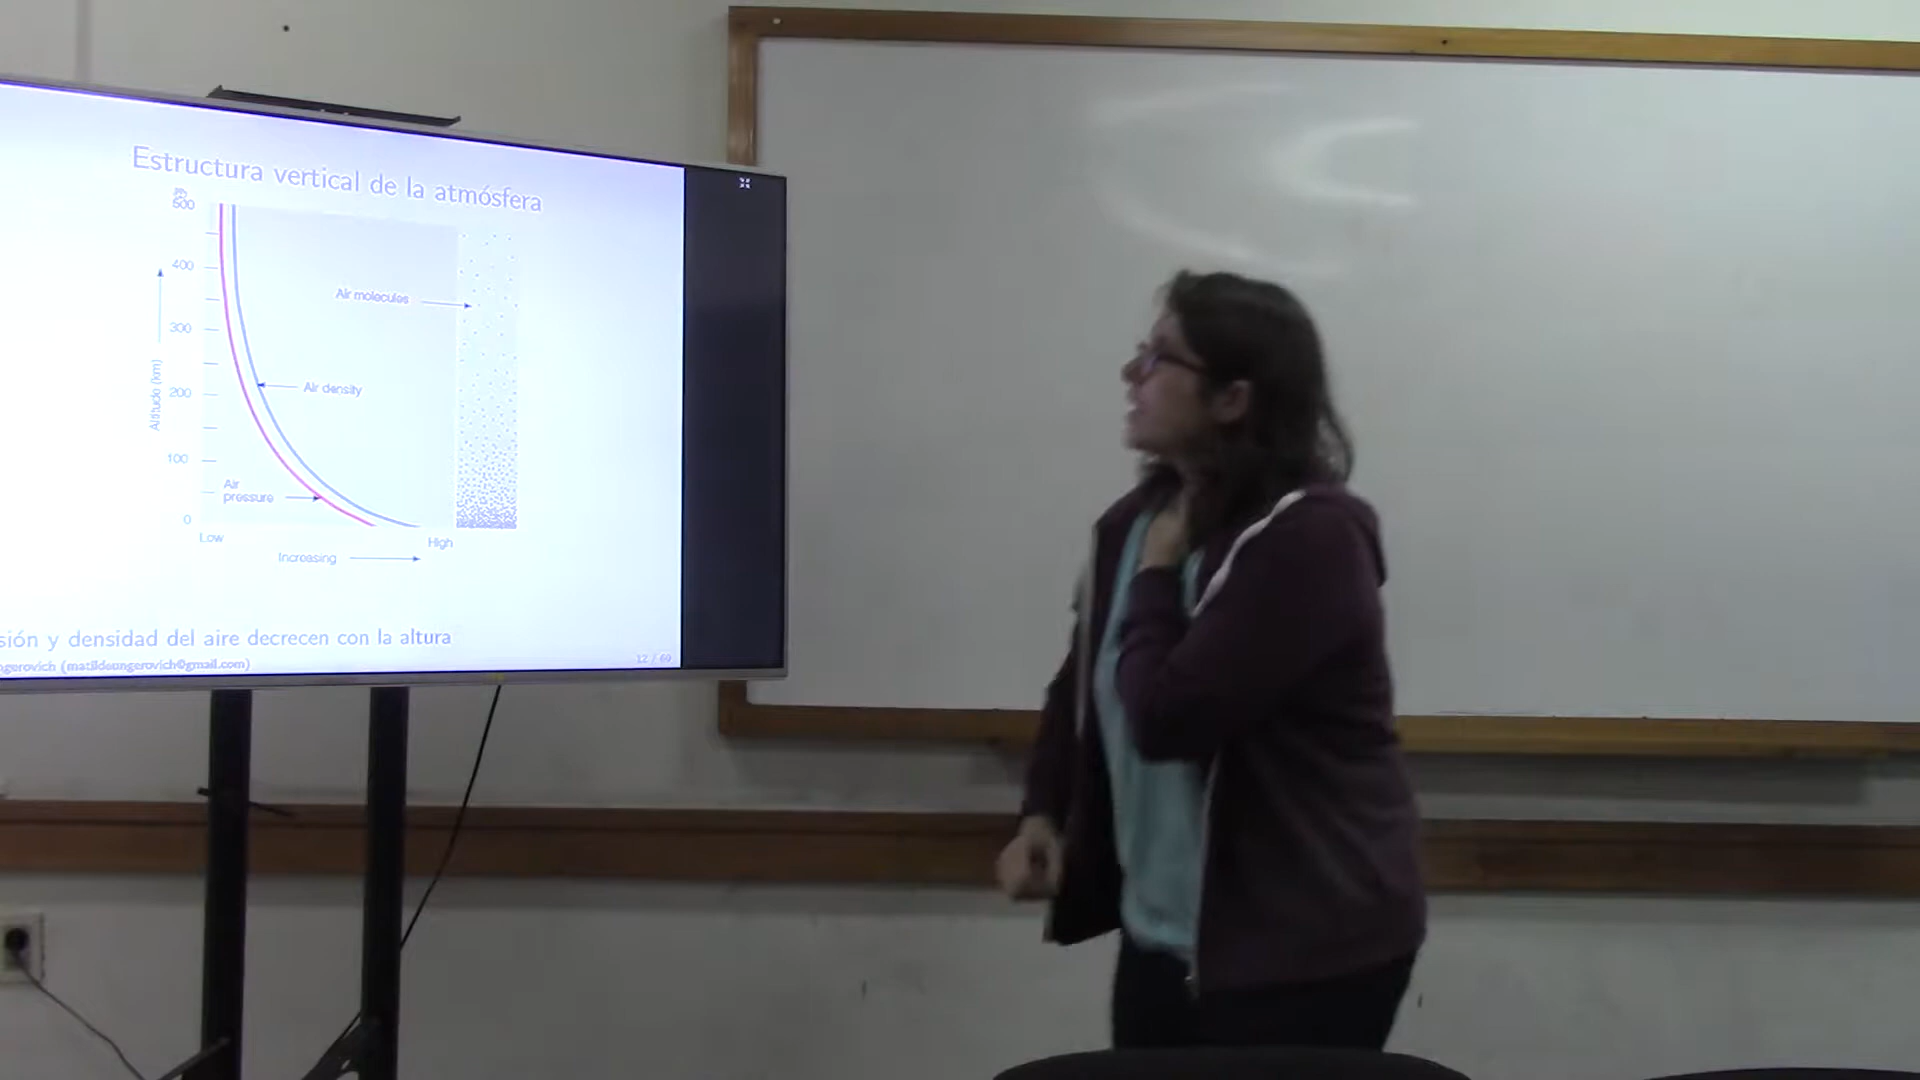 Estructura vertical de la atmósfera
500
400
Air molecules
300
Altitude (km)
200
Air density
100
Air
pressure
0
Low
High
Increasing
sión y densidad del aire decrecen con la altura
ngerovich (matildeungerovich@gmail.com)
12 / 69